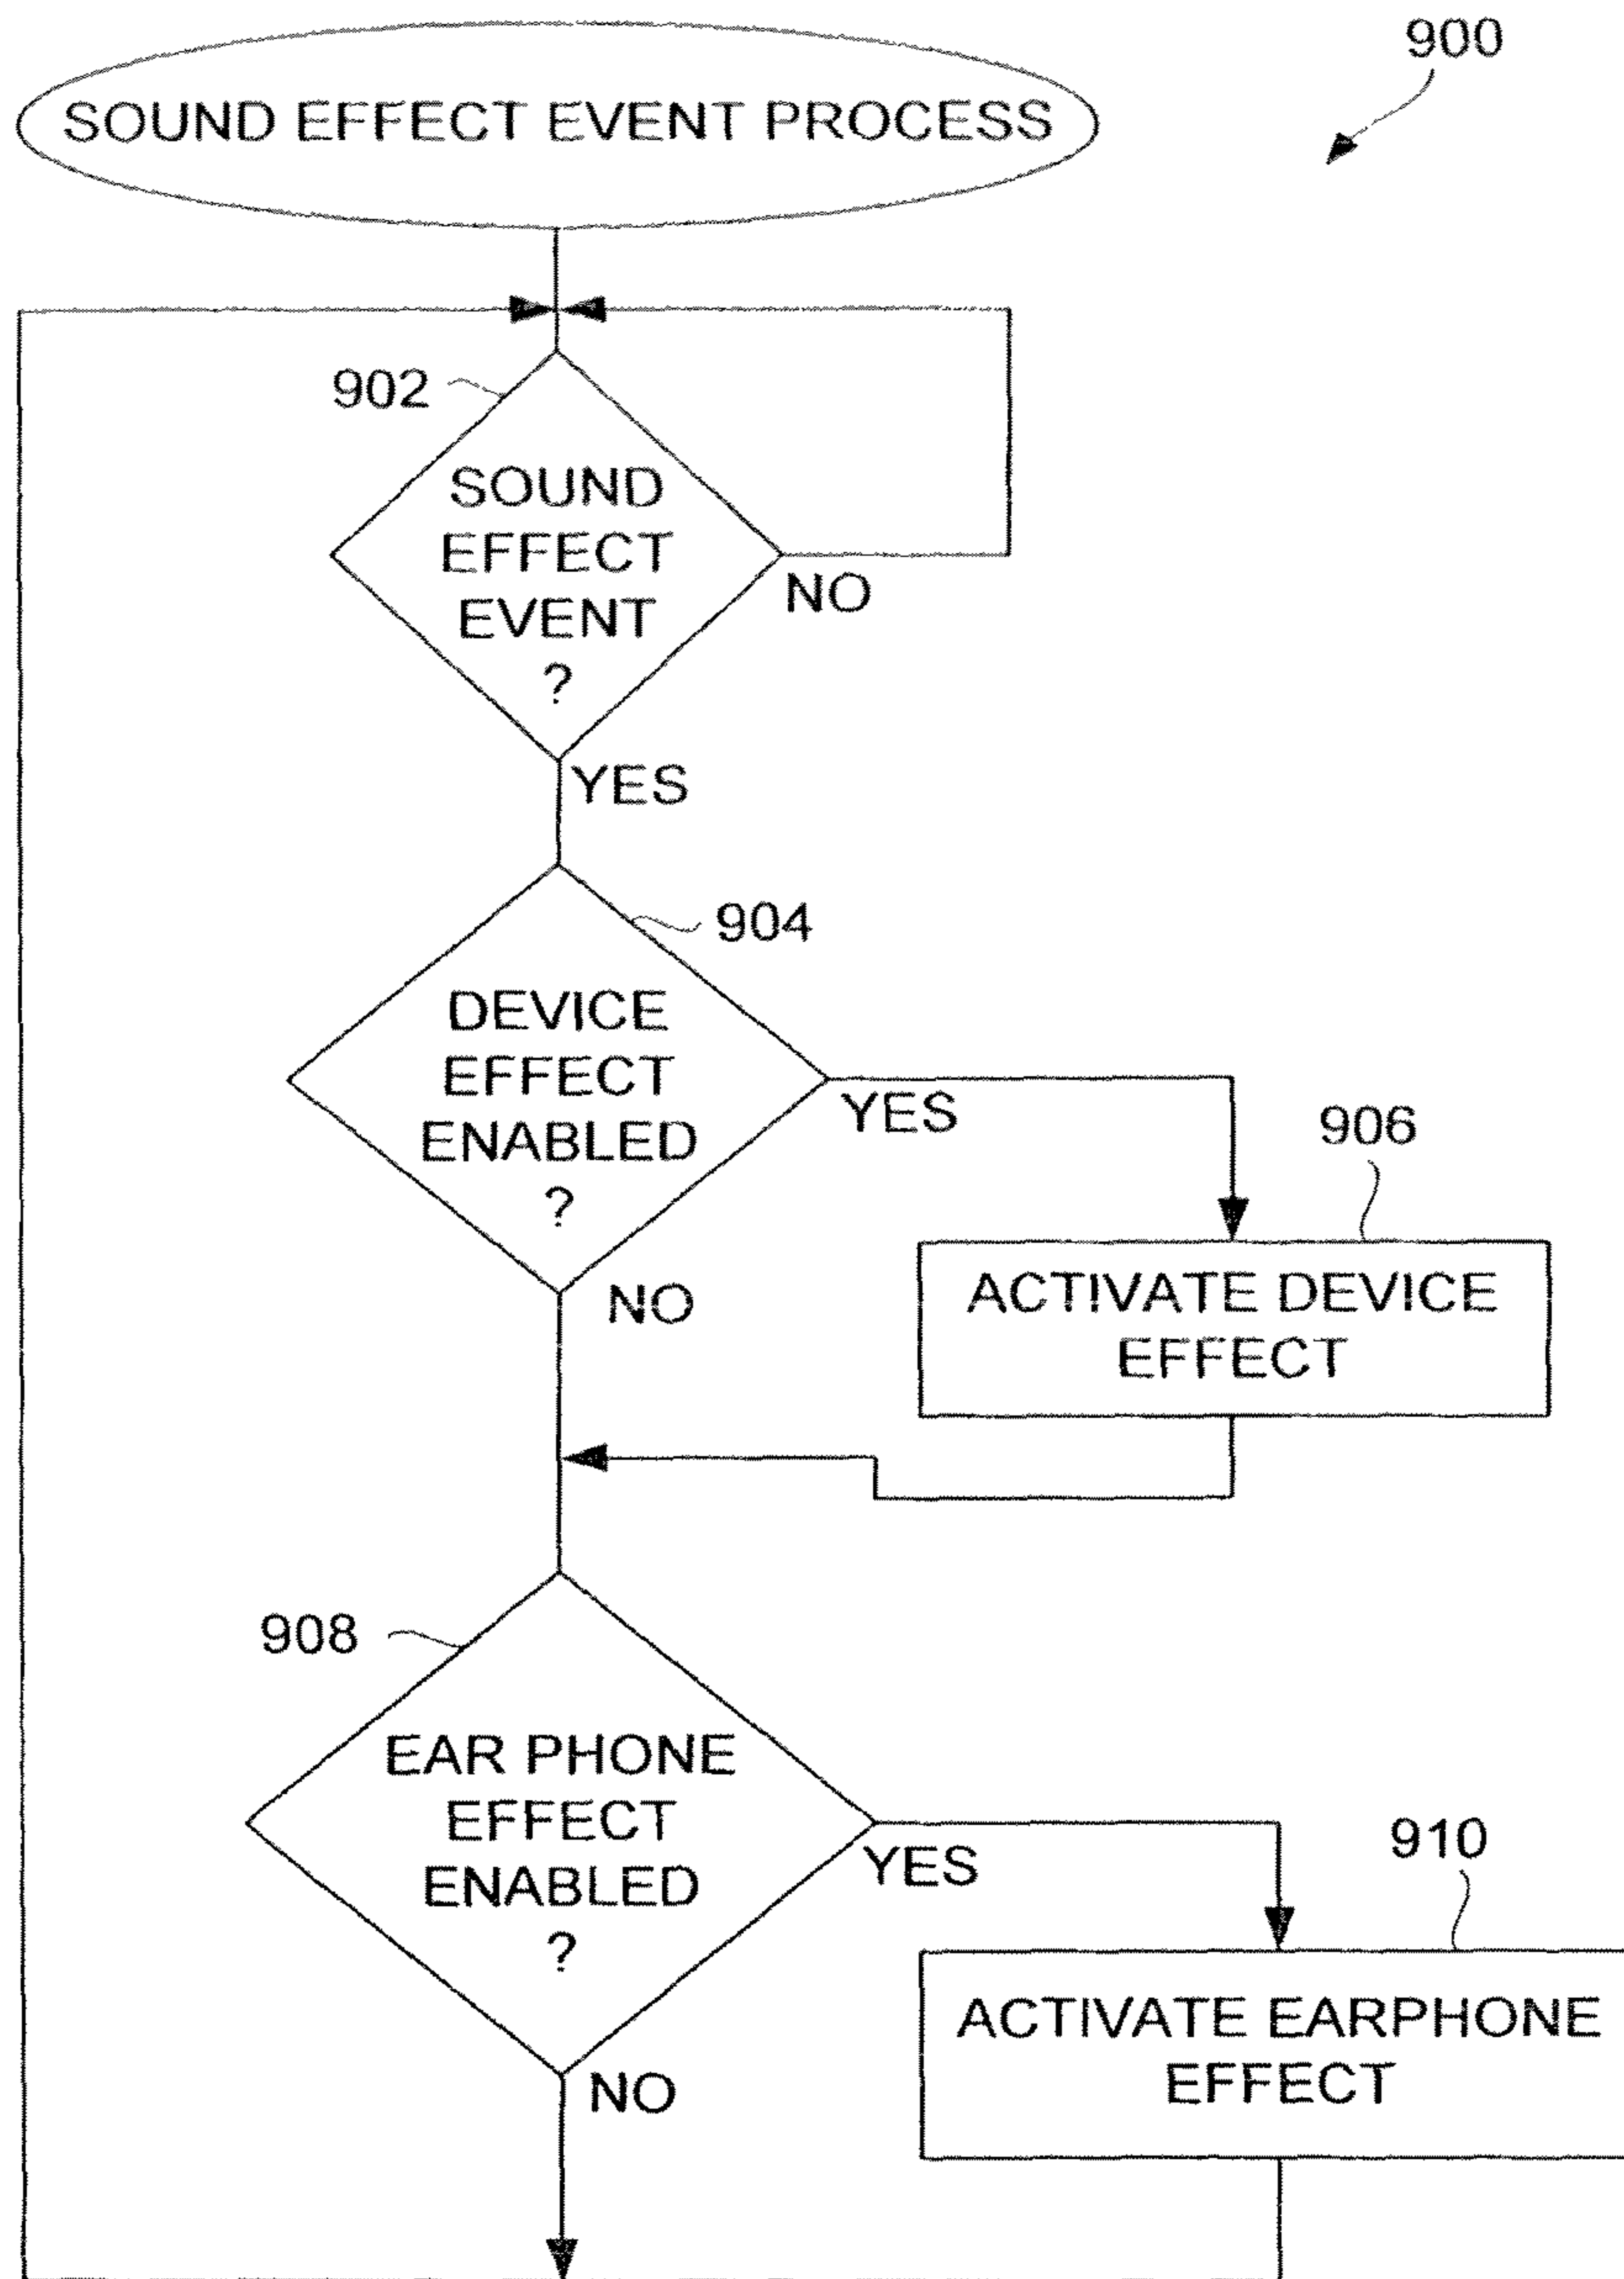 900
SOUND EFFECT EVENT PROCESS
902
SOUND
EFFECT
EVENT
?
NO
YES
904
DEVICE
EFFECT
ENABLED
?
YES
906
ACTIVATE DEVICE
EFFECT
NO
908
EAR PHONE
EFFECT
ENABLED
?
YES
910
ACTIVATE EARPHONE
EFFECT
NO